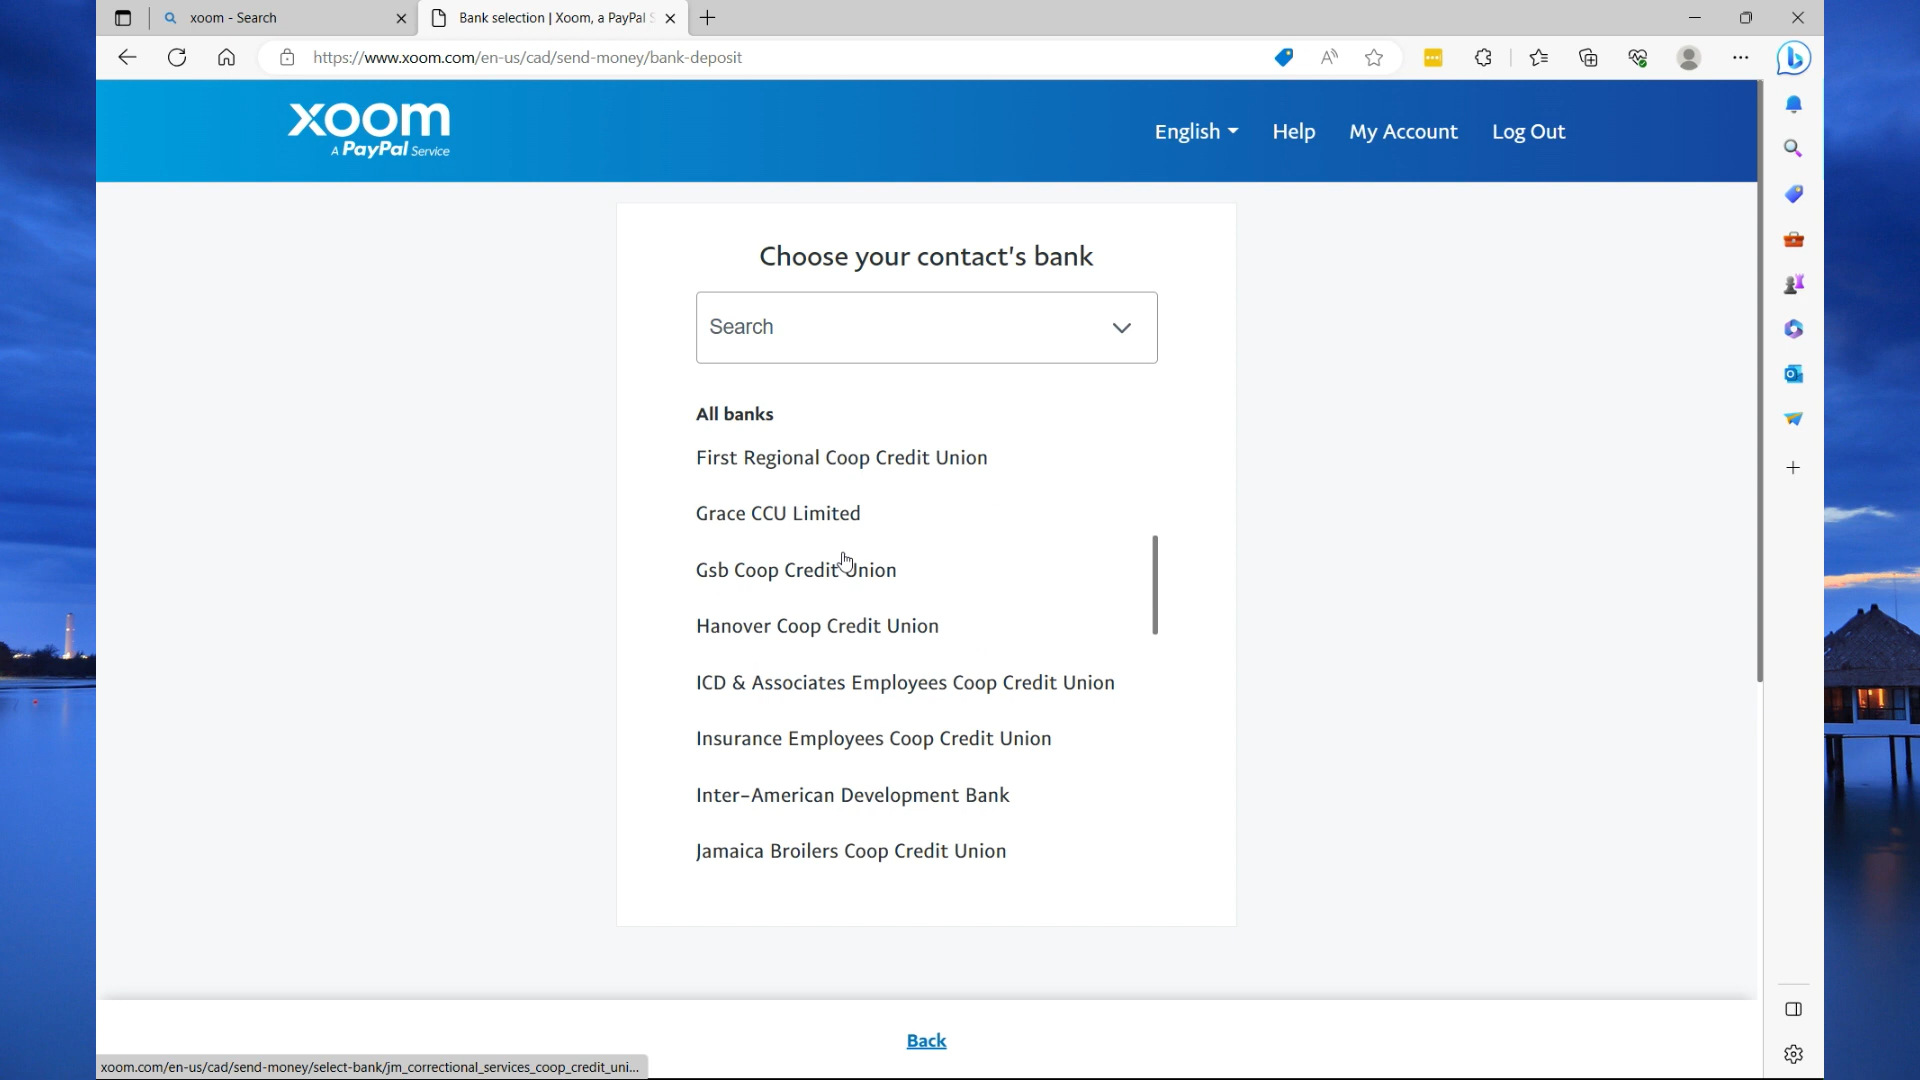 xoom - Search
Bank selection | Xoom, a PayPal S
https://www.xoom.com/en-us/cad/send-money/bank-deposit
xoom
A PayPal Service
English
Help
My Account
Log Out
Choose your contact's bank
Search
All banks
First Regional Coop Credit Union
Grace CCU Limited
Gsb Coop Credit Union
Hanover Coop Credit Union
ICD & Associates Employees Coop Credit Union
Insurance Employees Coop Credit Union
Inter-American Development Bank
Jamaica Broilers Coop Credit Union
Back
xoom.com/en-us/cad/send-money/select-bank/jm_correctional_services_coop_credit_uni...